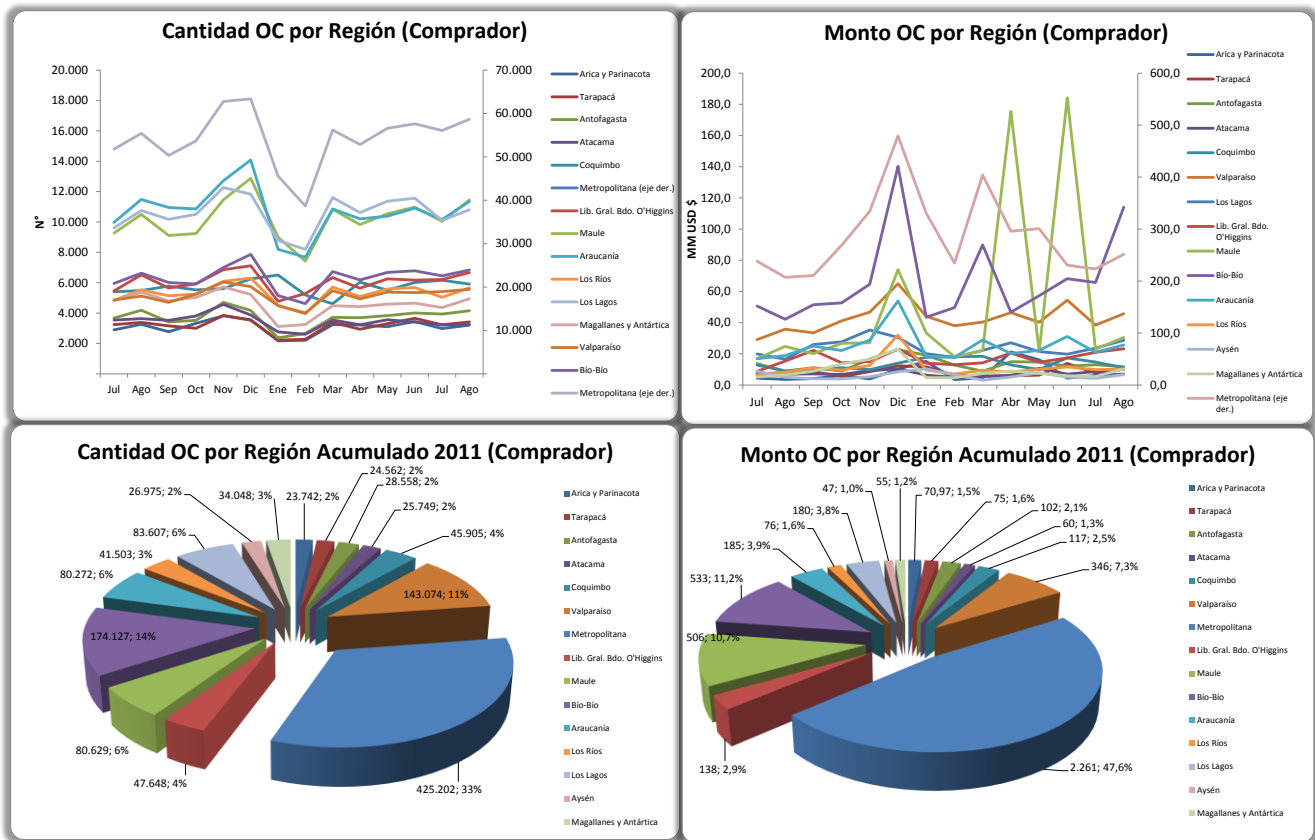 Cantidad OC por Región (Comprador)
20.000
18.000
16.000
14.000
12.000
10.000
8.000
6.000
4.000
2.000
N°
70.000
60.000
50.000
40.000
30.000
20.000
10.000
Jul Ago Sep Oct Nov Dic Ene Feb Mar Abr May Jun Jul Ago
Arica y Parinacota
Tarapacá
Antofagasta
Atacama
Coquimbo
Metropolitana (eje der.)
Lib. Gral. Bdo. O'Higgins
Maule
Araucanía
Los Ríos
Los Lagos
Magallanes y Antártica
Valparaíso
Bío-Bío
Metropolitana (eje der.)
Monto OC por Región (Comprador)
200,0
180,0
160,0
140,0
120,0
100,0
80,0
60,0
40,0
20,0
0,0
MM USD $
600,0
500,0
400,0
300,0
200,0
100,0
0,0
Jul Ago Sep Oct Nov Dic Ene Feb Mar Abr May Jun Jul Ago
Arica y Parinacota
Tarapacá
Antofagasta
Atacama
Coquimbo
Valparaíso
Los Lagos
Lib. Gral. Bdo.
O'Higgins
Maule
Bío-Bío
Araucanía
Los Ríos
Aysén
Magallanes y Antártica
Metropolitana (eje
der.)
Cantidad OC por Región Acumulado 2011 (Comprador)
23.742; 2%
24.562; 2%
28.558; 2%
25.749; 2%
45.905; 4%
143.074; 11%
425.202; 33%
47.648; 4%
80.629; 6%
174.127; 14%
80.272; 6%
41.503; 3%
83.607; 6%
26.975; 2%
34.048; 3%
Arica y Parinacota
Tarapacá
Antofagasta
Atacama
Coquimbo
Valparaíso
Metropolitana
Lib. Gral. Bdo. O'Higgins
Maule
Bío-Bío
Araucanía
Los Ríos
Los Lagos
Aysén
Magallanes y Antártica
Monto OC por Región Acumulado 2011 (Comprador)
70,97; 1,5%
75; 1,6%
102; 2,1%
60; 1,3%
117; 2,5%
346; 7,3%
2.261; 47,6%
138; 2,9%
506; 10,7%
533; 11,2%
185; 3,9%
76; 1,6%
180; 3,8%
47; 1,0%
55; 1,2%
Arica y Parinacota
Tarapacá
Antofagasta
Atacama
Coquimbo
Valparaíso
Metropolitana
Lib. Gral. Bdo. O'Higgins
Maule
Bío-Bío
Araucanía
Los Ríos
Los Lagos
Aysén
Magallanes y Antártica